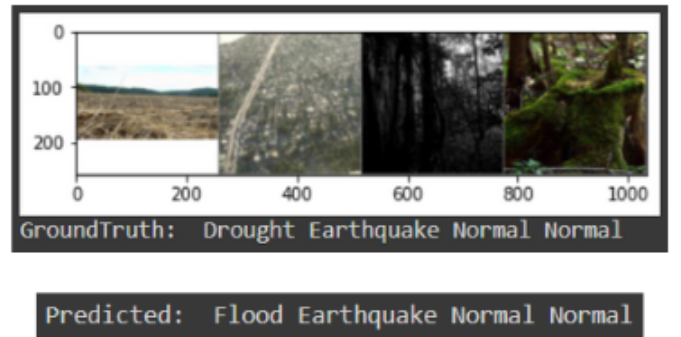 0
100
200
0 200 400 600 800 1000
GroundTruth: Drought Earthquake Normal Normal
Predicted: Flood Earthquake Normal Normal